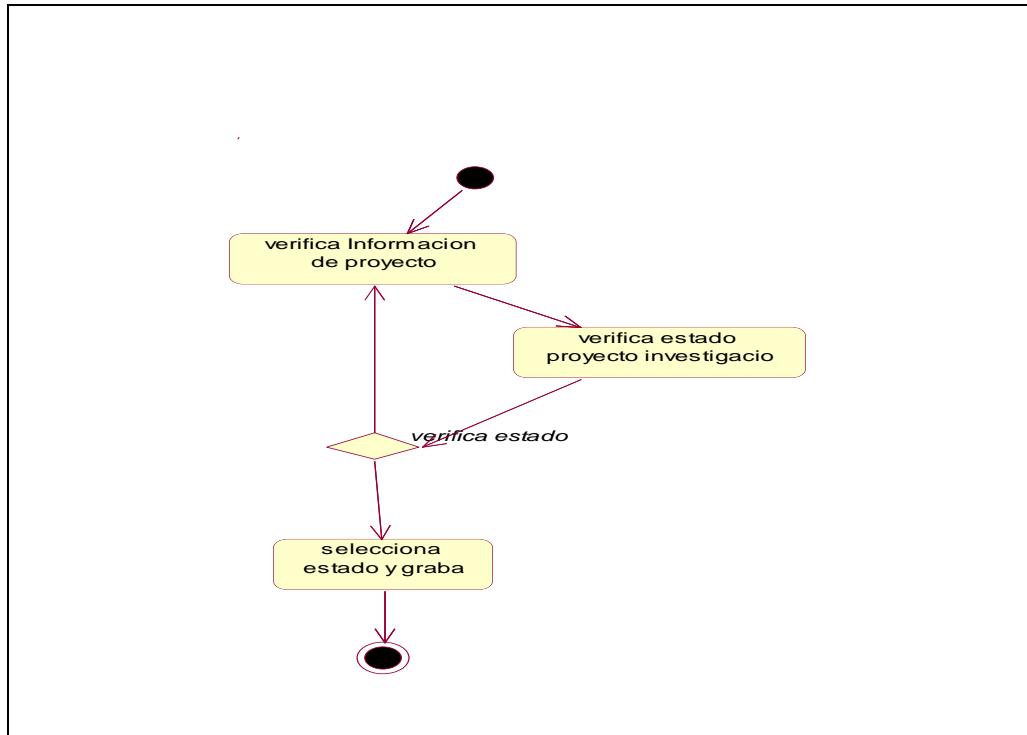 verifica Informacion
de proyecto
verifica estado
proyecto investigacio
verifica estado
selecciona
estado y graba